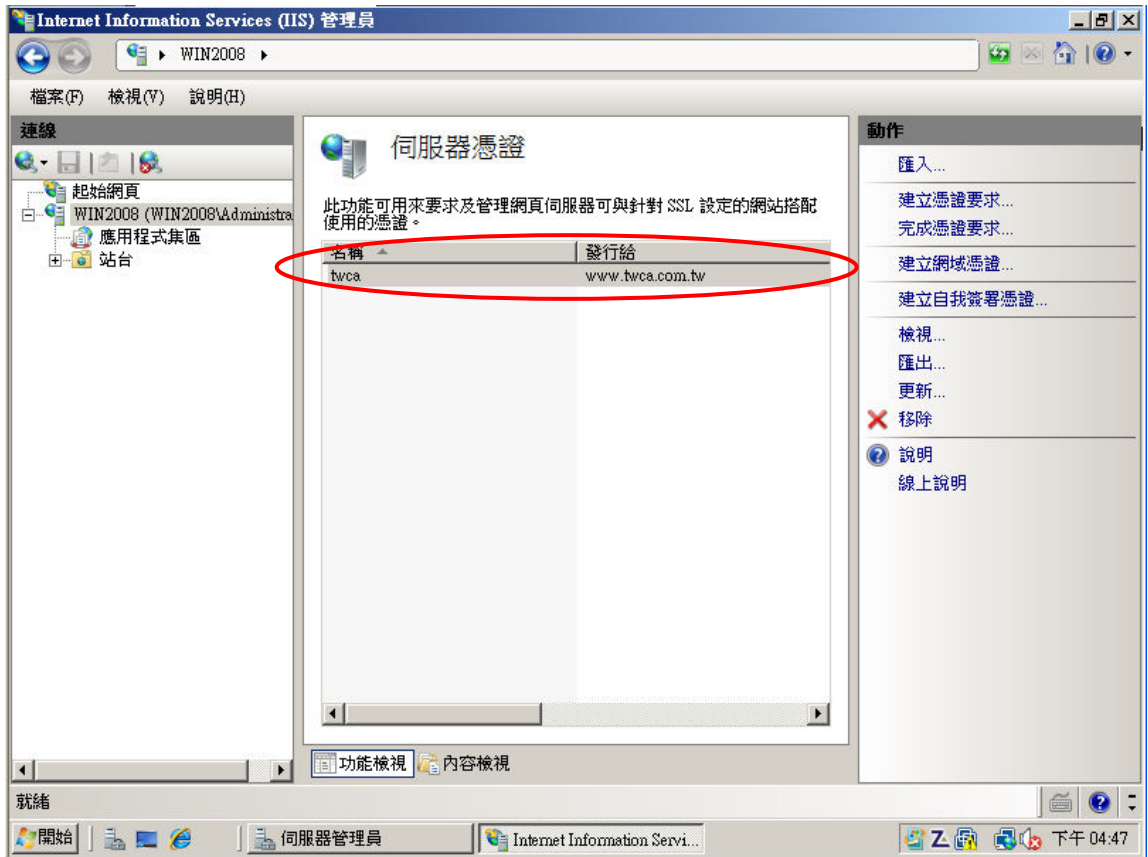 Internet Information Services (IIS) 管理員
WIN2008
檔案(F) 檢視(V) 說明(H)
連線
起始網頁
WIN2008 (WIN2008\Administra
應用程式集區
站台
伺服器憑證
此功能可用來要求及管理網頁伺服器可與針對 SSL 設定的網站搭配
使用的憑證。
名稱 發行給
twca www.twca.com.tw
功能檢視 內容檢視
動作
匯入...
建立憑證要求...
完成憑證要求...
建立網域憑證...
建立自我簽署憑證...
檢視...
匯出...
更新...
移除
說明
線上說明
就緒
開始 伺服器管理員 Internet Information Servi... 下午 04:47